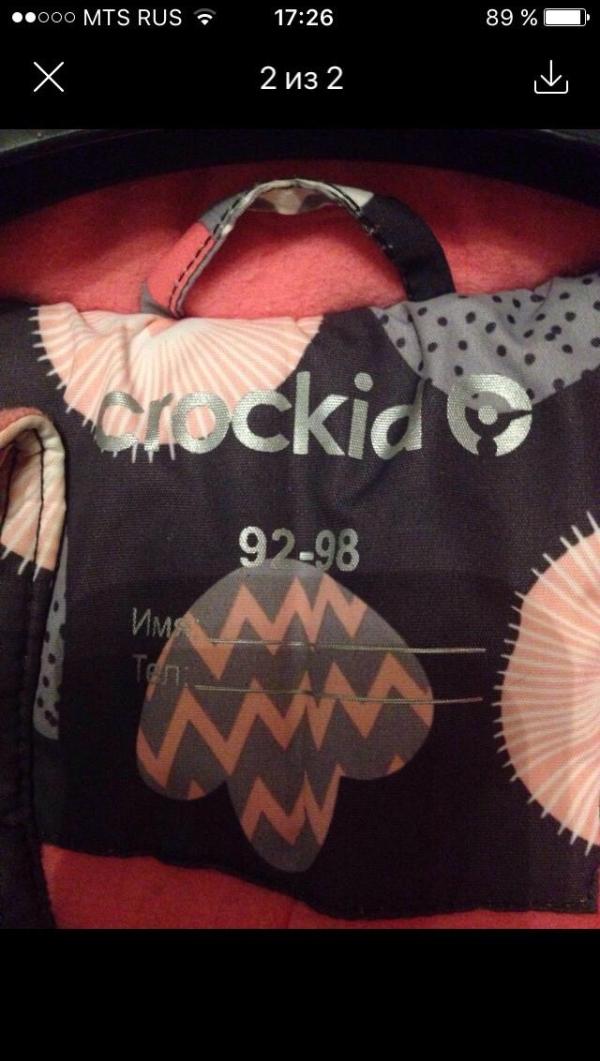 MTS RUS 17:26 89 %
2 из 2
crockid
92-98
Имя:
Тел: